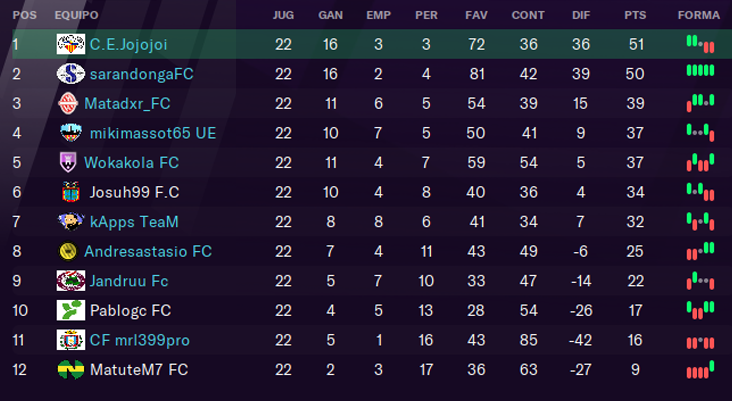 POS EQUIPO JUG GAN EMP PER FAV CONT DIF PTS FORMA
1 C.E.Jojojoi 22 16 3 3 72 36 36 51
2 sarandongaFC 22 16 2 4 81 42 39 50
3 Matadxr_FC 22 11 6 5 54 39 15 39
4 mikimassot65 UE 22 10 7 5 50 41 9 37
5 Wokakola FC 22 11 4 7 59 54 5 37
6 Josuh99 F.C 22 10 4 8 40 36 4 34
7 kApps TeaM 22 8 8 6 41 34 7 32
8 Andresastasio FC 22 7 4 11 43 49 -6 25
9 Jandruu Fc 22 5 7 10 33 47 -14 22
10 Pablogc FC 22 4 5 13 28 54 -26 17
11 CF mrl399pro 22 5 1 16 43 85 -42 16
12 MatuteM7 FC 22 2 3 17 36 63 -27 9